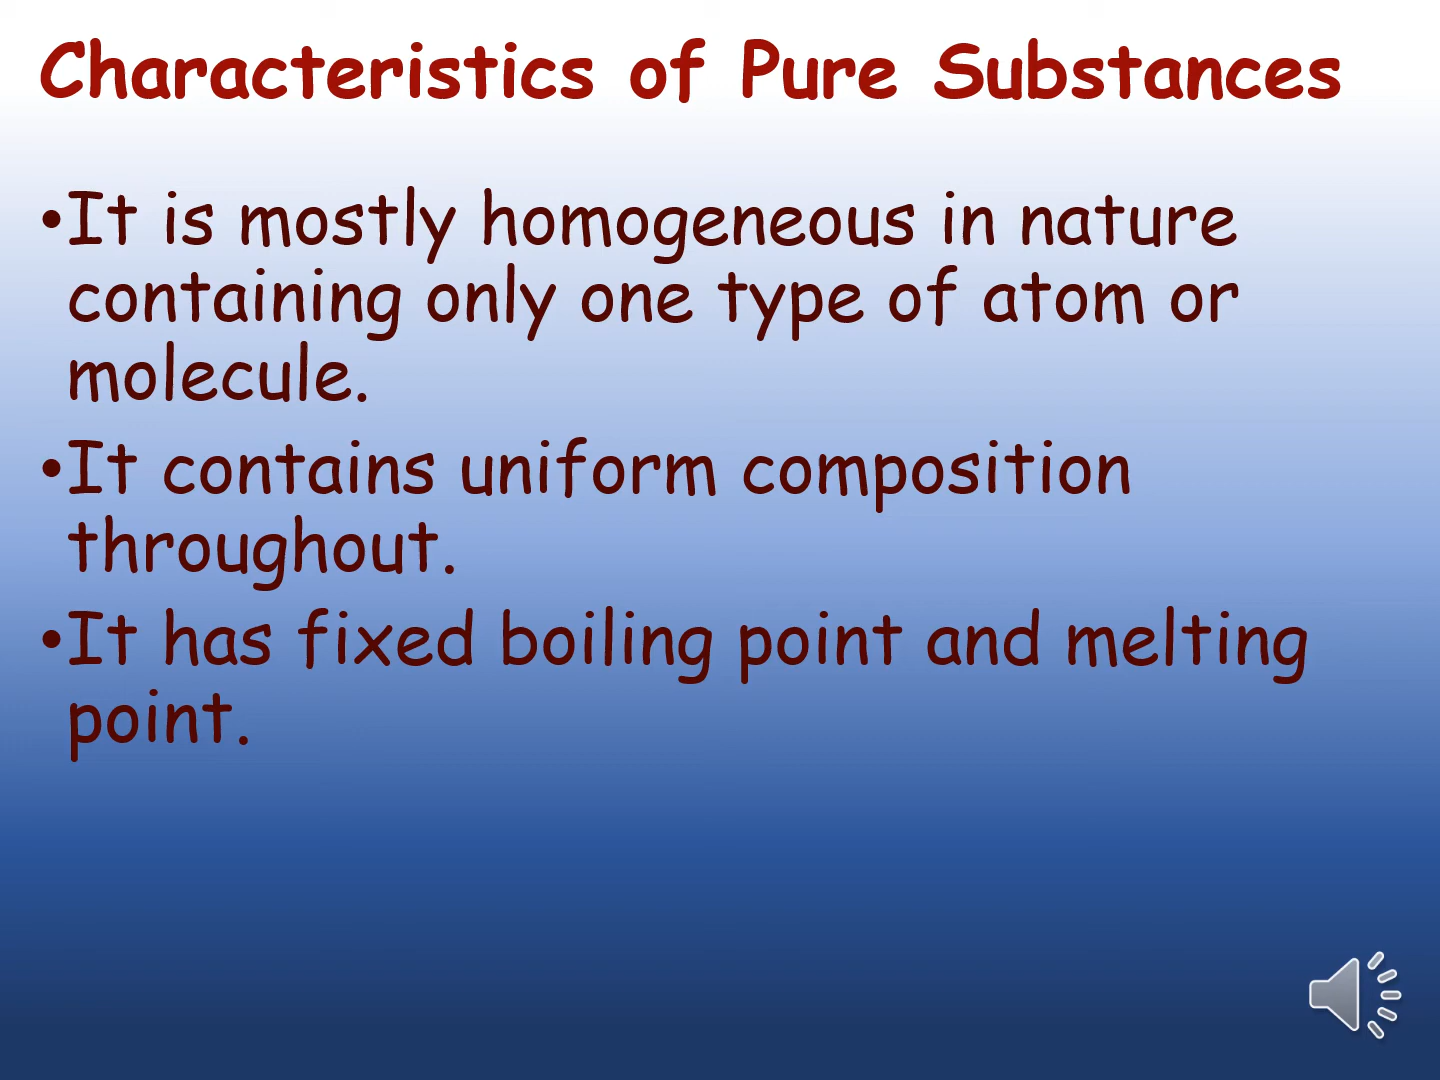 Characteristics of Pure Substances
•It is mostly homogeneous in nature
containing only one type of atom or
molecule.
•It contains uniform composition
throughout.
•It has fixed boiling point and melting
point.